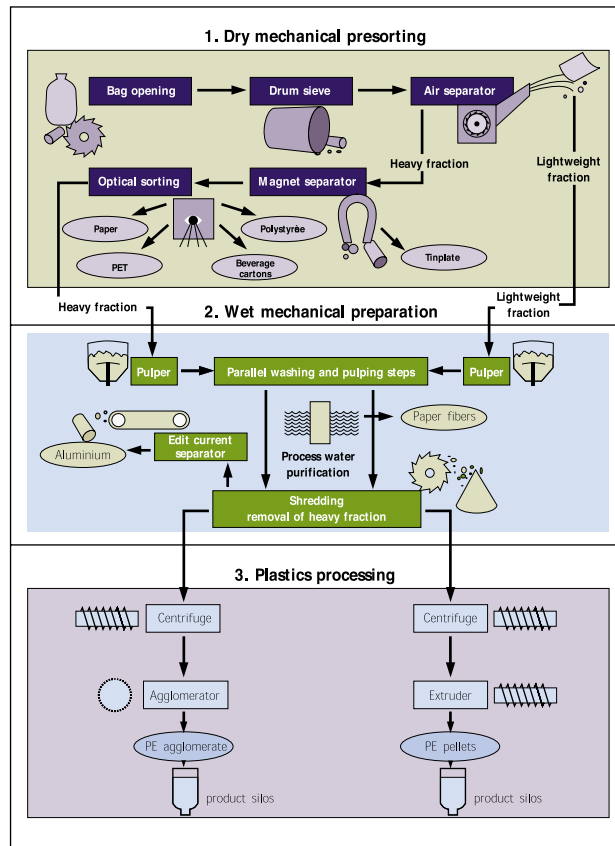 1. Dry mechanical presorting
Bag opening
Drum sieve
Air separator
Heavy fraction
Lightweight
fraction
Optical sorting
Magnet separator
Paper
Polystyrèe
PET
Beverage
cartons
Tinplate
Heavy fraction
Lightweight
fraction
2. Wet mechanical preparation
Pulper
Parallel washing and pulping steps
Pulper
Paper fibers
Edit current
separator
Aluminium
Process water
purification
Shredding
removal of heavy fraction
3. Plastics processing
Centrifuge
Centrifuge
Agglomerator
Extruder
PE agglomerate
PE pellets
product silos
product silos